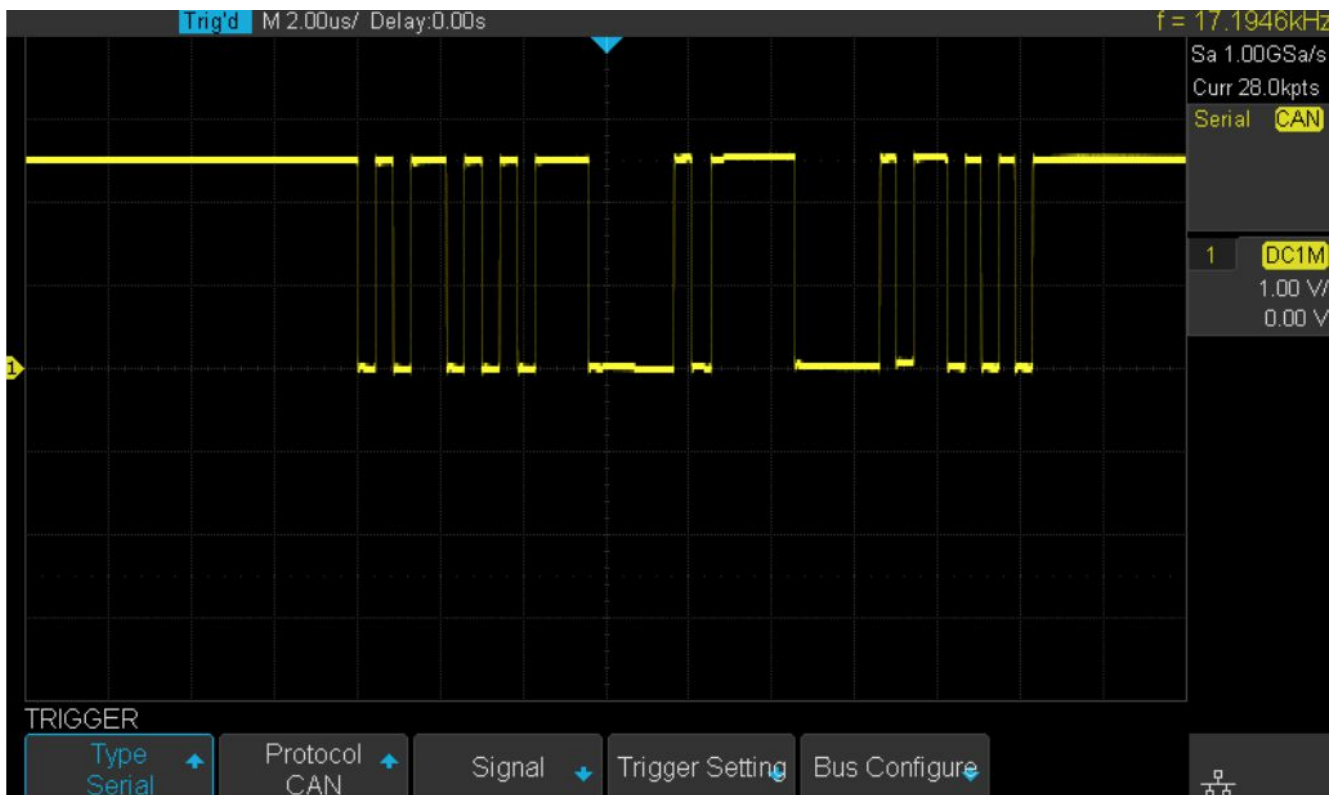 Trig'd M 2.00us/ Delay:0.00s f = 17.1946kHz
Sa 1.00GSa/s
Curr 28.0kpts
Serial CAN
1 DC1M
1.00 V/
0.00 V
1
TRIGGER
Type Serial
Protocol CAN
Signal
Trigger Setting
Bus Configure